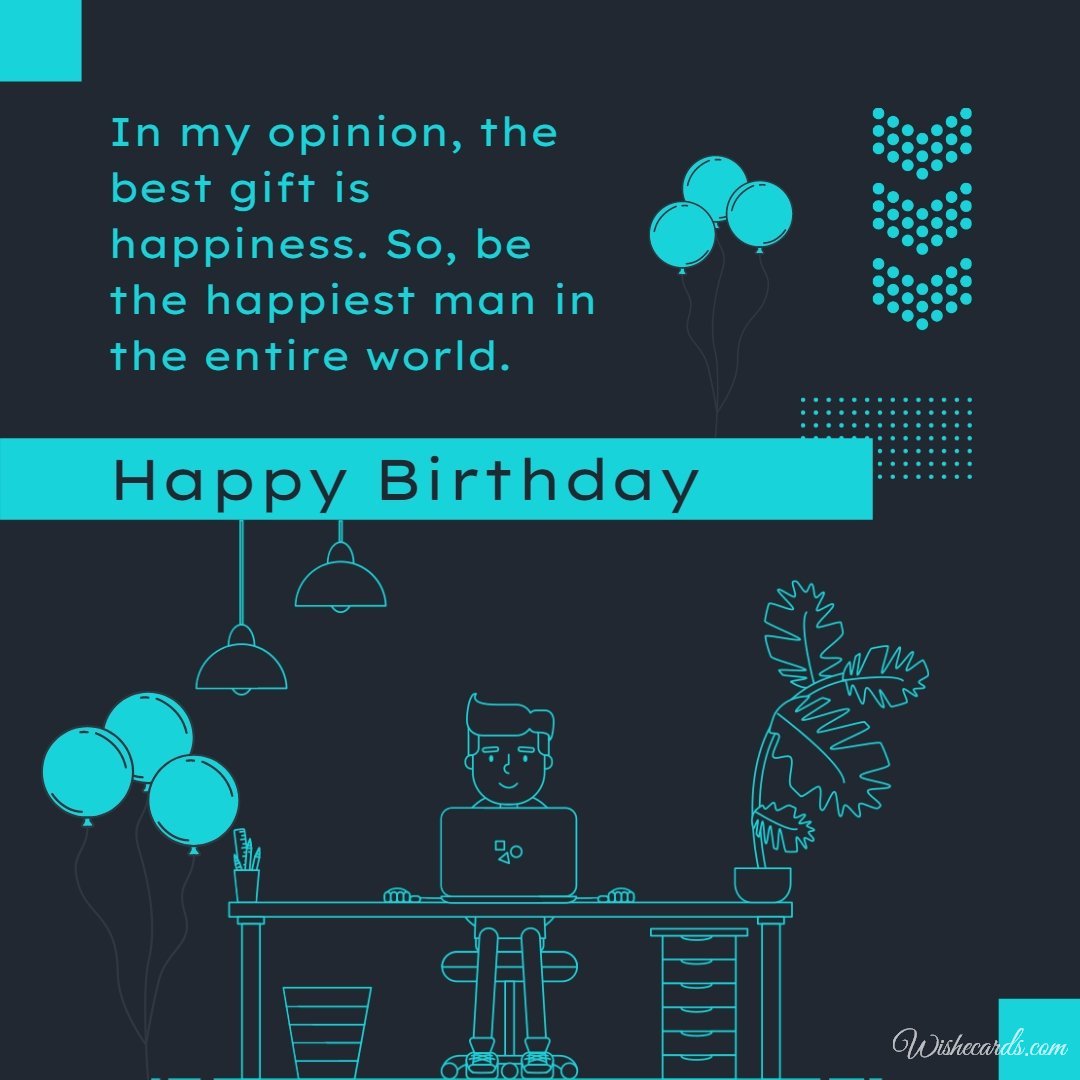 In my opinion, the
best gift is
happiness. So, be
the happiest man in
the entire world.
Happy Birthday
Wishecards.com